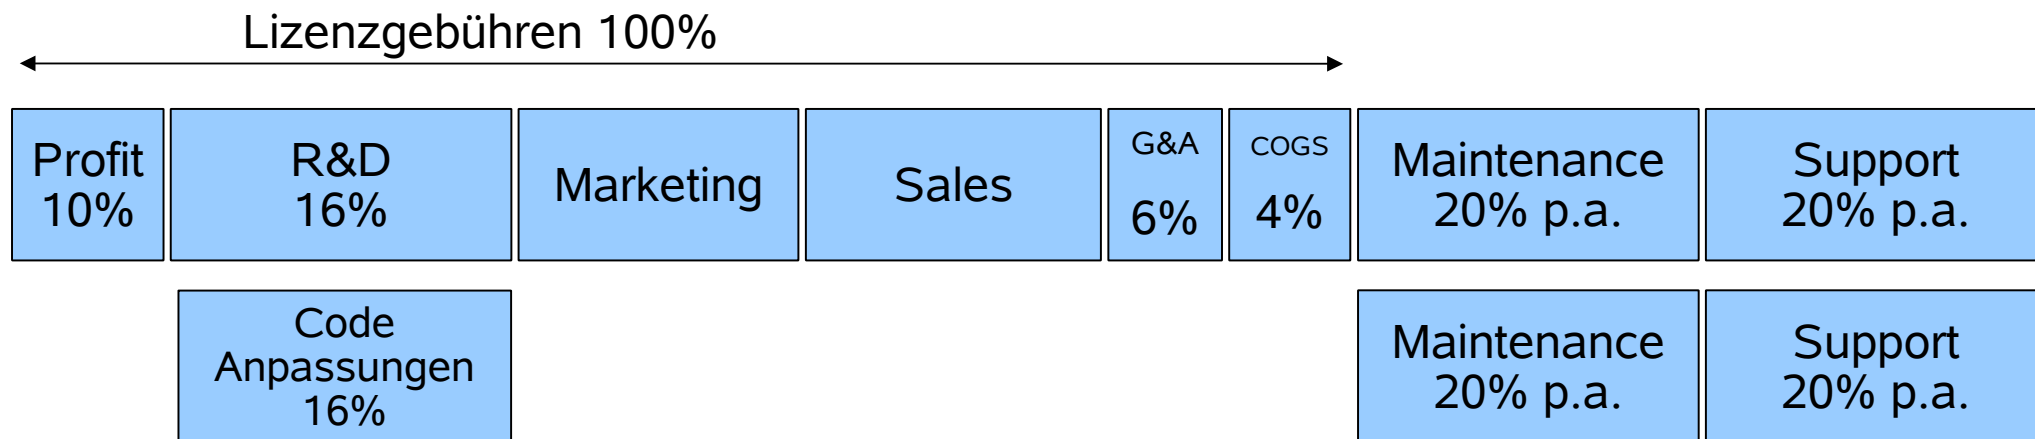 Lizenzgebühren 100%
Profit
10%
R&D
16%
Marketing
Sales
G&A
6%
COGS
4%
Maintenance
20% p.a.
Support
20% p.a.
Code
Anpassungen
16%
Maintenance
20% p.a.
Support
20% p.a.